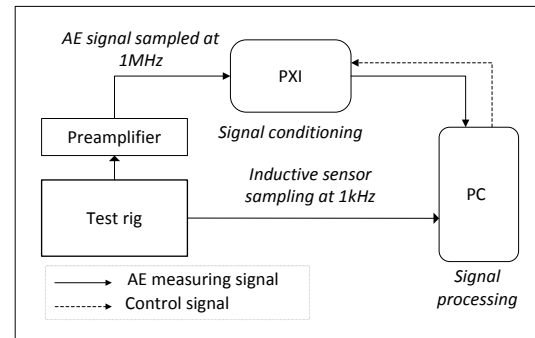 AE signal sampled at
1MHz
PXI
Signal conditioning
Preamplifier
Inductive sensor
sampling at 1kHz
Test rig
PC
Signal
processing
AE measuring signal
Control signal